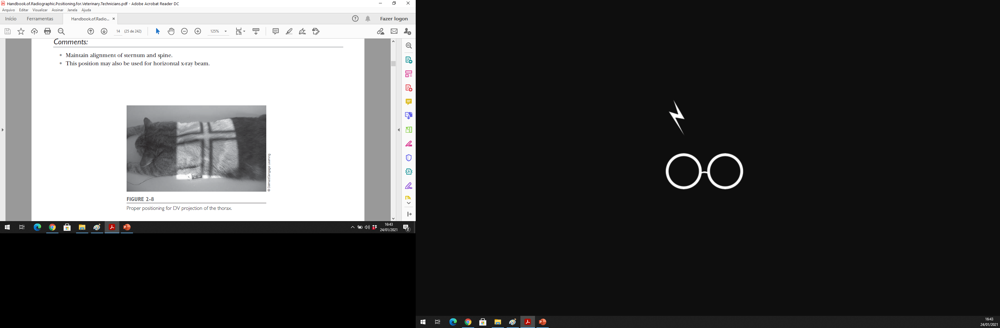 Handbook.of.Radiographic.Positioning.for.Veterinary.Technicians.pdf - Adobe Acrobat Reader DC
Arquivo Editar Visualizar Assinar Janela Ajuda
Início Ferramentas Handbook.of.Radio... × Fazer logon
14 (25 de 242) 125%
Comments:
• Maintain alignment of sternum and spine.
• This position may also be used for horizontal x-ray beam.
© Delmar/Cengage Learning
FIGURE 2-8
Proper positioning for DV projection of the thorax.
16:43
24/01/2021
2
16:43
24/01/2021